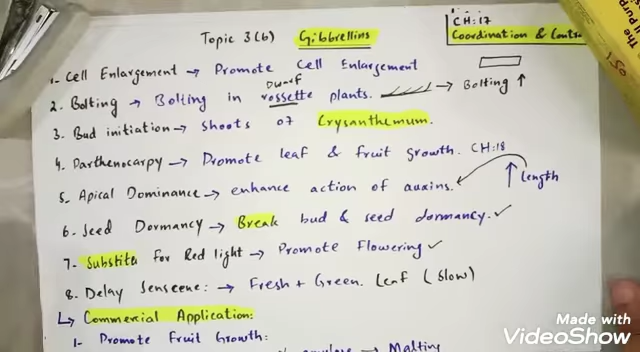 CH:17
Topic 3(b) Gibbrellins
Coordination & Contr
1- Cell Enlargement → Promote Cell Enlargement
Dwarf
2. Bolting → Bolting in rossette plants. → Bolting ↑
3. Bud initiation → shoots of Crysanthemum.
4. Parthenocarpy → Promote leaf & fruit growth. CH:18
5. Apical Dominance → enhance action of auxins. ↑ length
6. Seed Dormancy → Break bud & seed dormancy. ✓
7- Substitu for Red light → Promote Flowering ✓
8. Delay Senscene: → Fresh + Green Leaf (slow)
↳ Commercial Application:
1- Promote Fruit Growth:
→ Malting
Made with
VideoShow